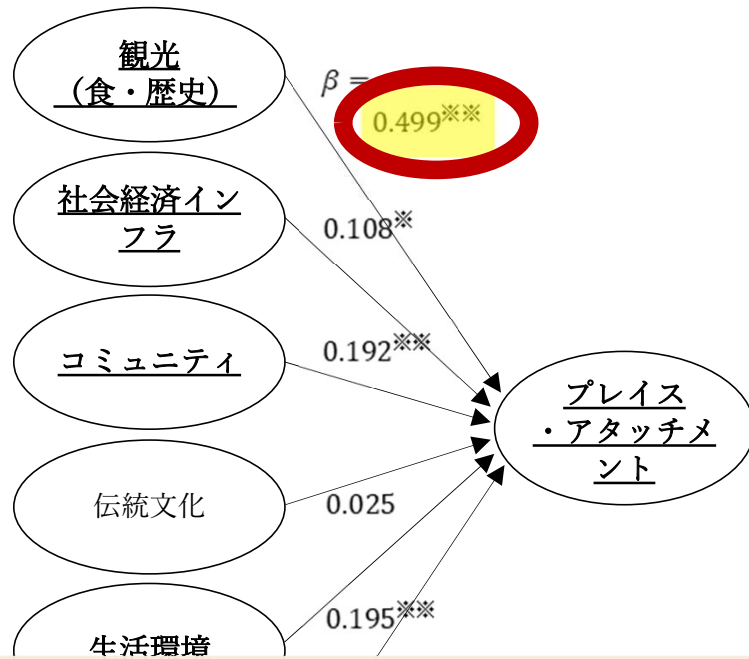 観光
（食・歴史）
β =
0.499※※
社会経済イン
フラ
0.108※
コミュニティ
0.192※※
プレイス
・アタッチメ
ント
伝統文化
0.025
生活環境
0.195※※